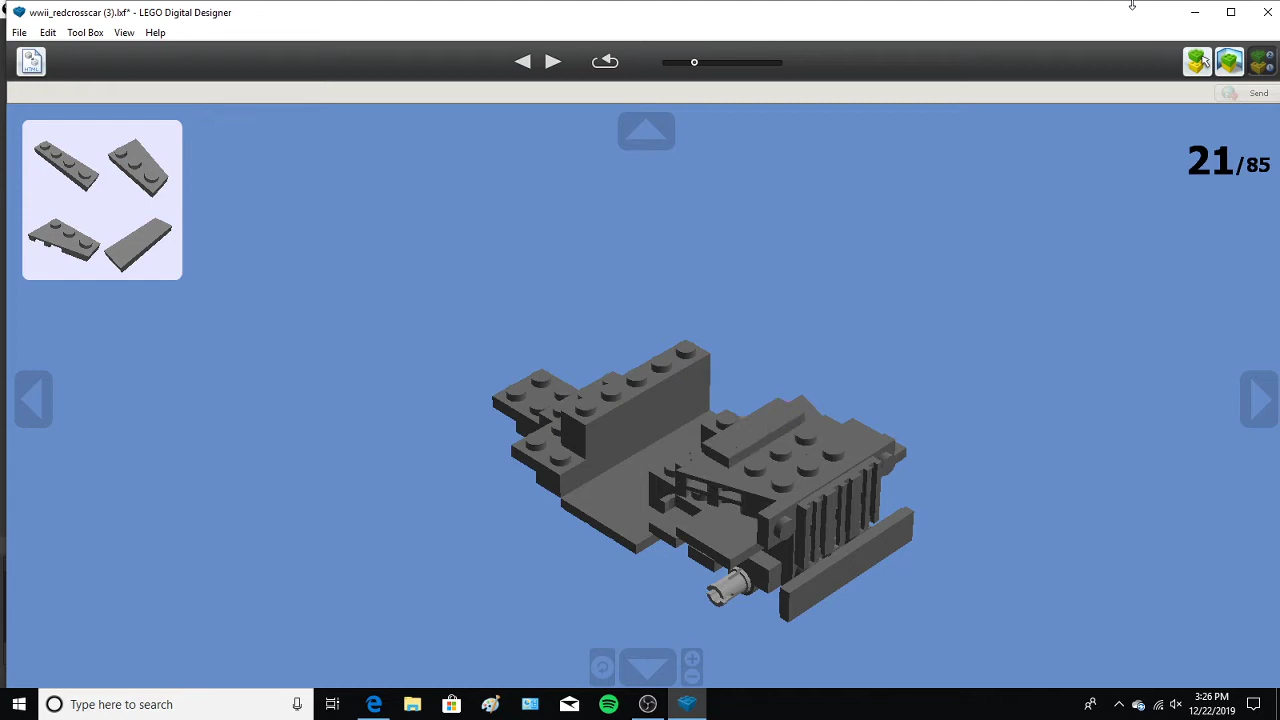 wwii_redcrosscar (3).lxf* - LEGO Digital Designer
File Edit Tool Box View Help
HTML
Send
21/85
Type here to search
3:26 PM
12/22/2019